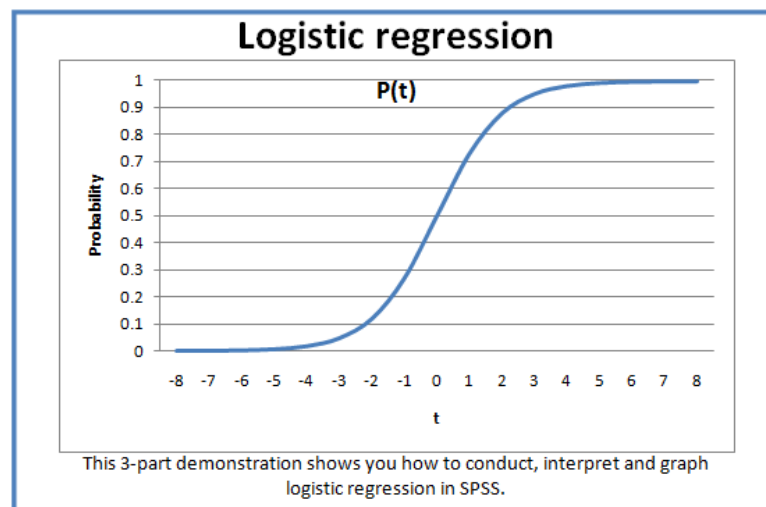 Logistic regression
P(t)
Probability
1
0.9
0.8
0.7
0.6
0.5
0.4
0.3
0.2
0.1
0
-8 -7 -6 -5 -4 -3 -2 -1 0 1 2 3 4 5 6 7 8
t
This 3-part demonstration shows you how to conduct, interpret and graph
logistic regression in SPSS.